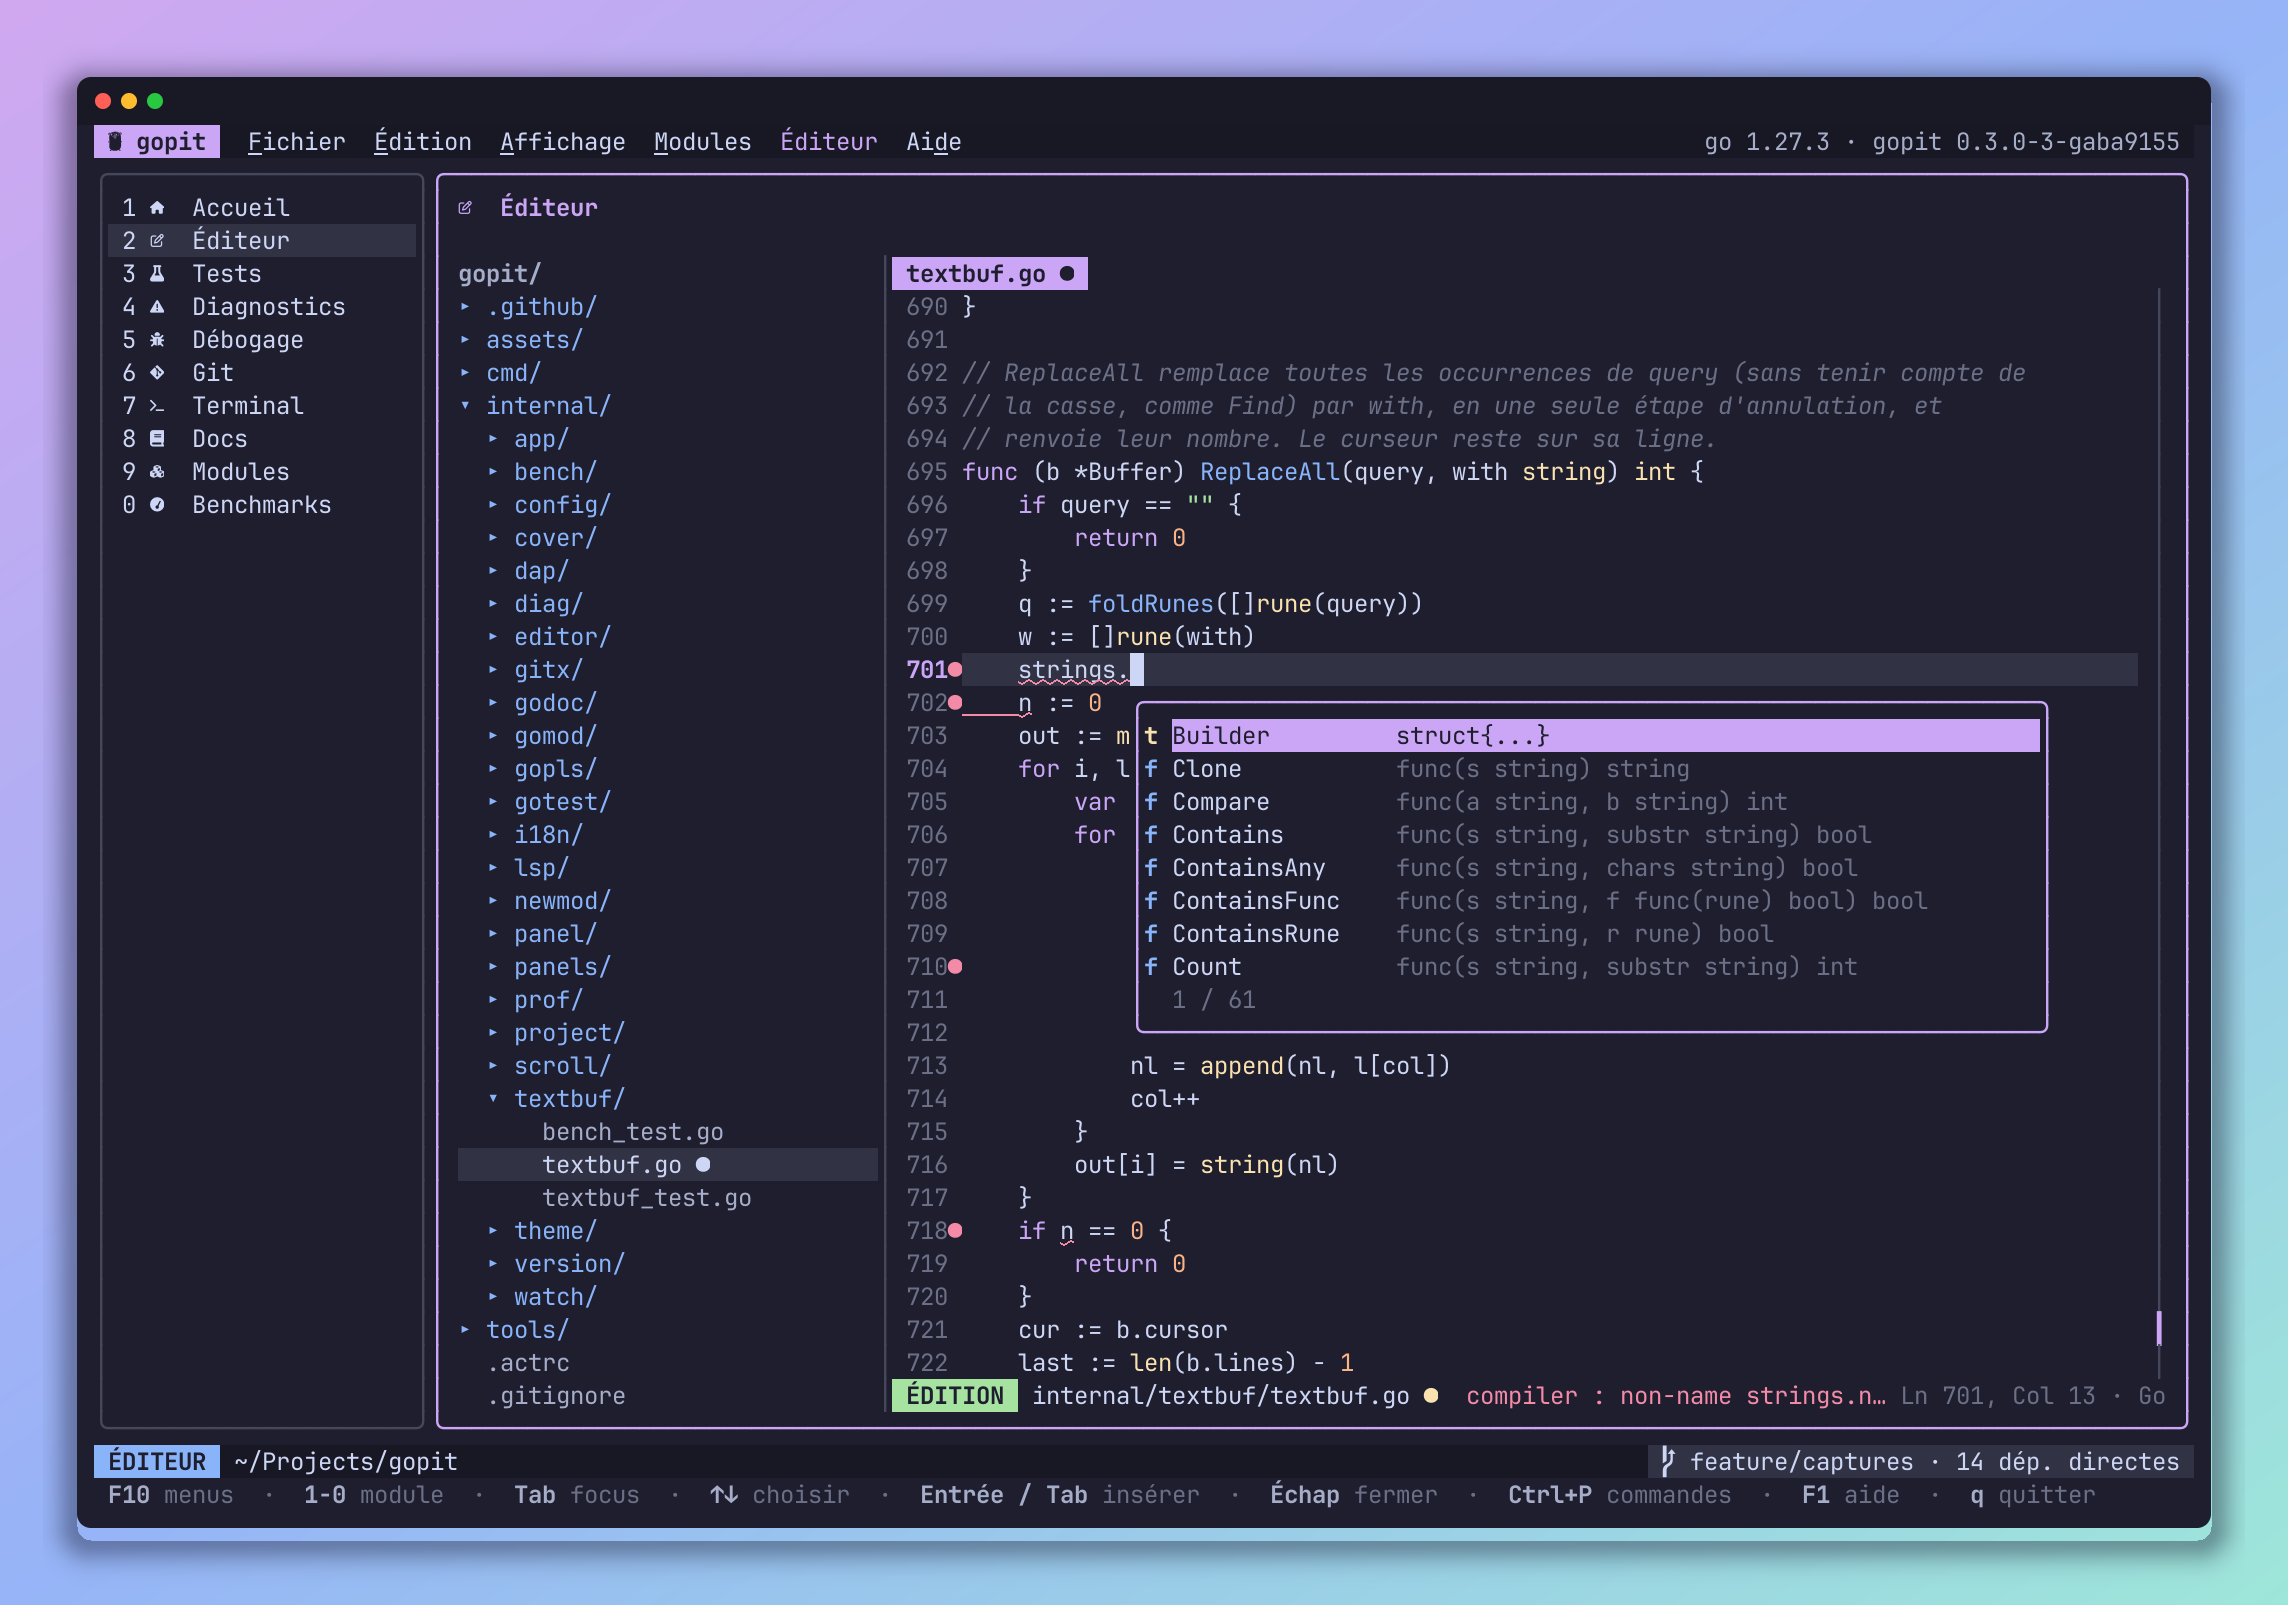 gopit Fichier Édition Affichage Modules Éditeur Aide go 1.27.3 · gopit 0.3.0-3-gaba9155
1 Accueil
2 Éditeur
3 Tests
4 Diagnostics
5 Débogage
6 Git
7 Terminal
8 Docs
9 Modules
0 Benchmarks
Éditeur
gopit/
▸ .github/
▸ assets/
▸ cmd/
▾ internal/
▸ app/
▸ bench/
▸ config/
▸ cover/
▸ dap/
▸ diag/
▸ editor/
▸ gitx/
▸ godoc/
▸ gomod/
▸ gopls/
▸ gotest/
▸ i18n/
▸ lsp/
▸ newmod/
▸ panel/
▸ panels/
▸ prof/
▸ project/
▸ scroll/
▾ textbuf/
bench_test.go
textbuf.go ●
textbuf_test.go
▸ theme/
▸ version/
▸ watch/
▸ tools/
.actrc
.gitignore
textbuf.go ●
690 }
691
692 // ReplaceAll remplace toutes les occurrences de query (sans tenir compte de
693 // la casse, comme Find) par with, en une seule étape d'annulation, et
694 // renvoie leur nombre. Le curseur reste sur sa ligne.
695 func (b *Buffer) ReplaceAll(query, with string) int {
696 if query == "" {
697 return 0
698 }
699 q := foldRunes([]rune(query))
700 w := []rune(with)
701● strings.
702● n := 0
703 out := m
704 for i, l
705 var
706 for
707
708
709
710●
711
712
713 nl = append(nl, l[col])
714 col++
715 }
716 out[i] = string(nl)
717 }
718● if n == 0 {
719 return 0
720 }
721 cur := b.cursor
722 last := len(b.lines) - 1
t Builder struct{...}
f Clone func(s string) string
f Compare func(a string, b string) int
f Contains func(s string, substr string) bool
f ContainsAny func(s string, chars string) bool
f ContainsFunc func(s string, f func(rune) bool) bool
f ContainsRune func(s string, r rune) bool
f Count func(s string, substr string) int
1 / 61
ÉDITION internal/textbuf/textbuf.go ● compiler : non-name strings.n… Ln 701, Col 13 · Go
ÉDITEUR ~/Projects/gopit feature/captures · 14 dép. directes
F10 menus · 1-0 module · Tab focus · ↑↓ choisir · Entrée / Tab insérer · Échap fermer · Ctrl+P commandes · F1 aide · q quitter